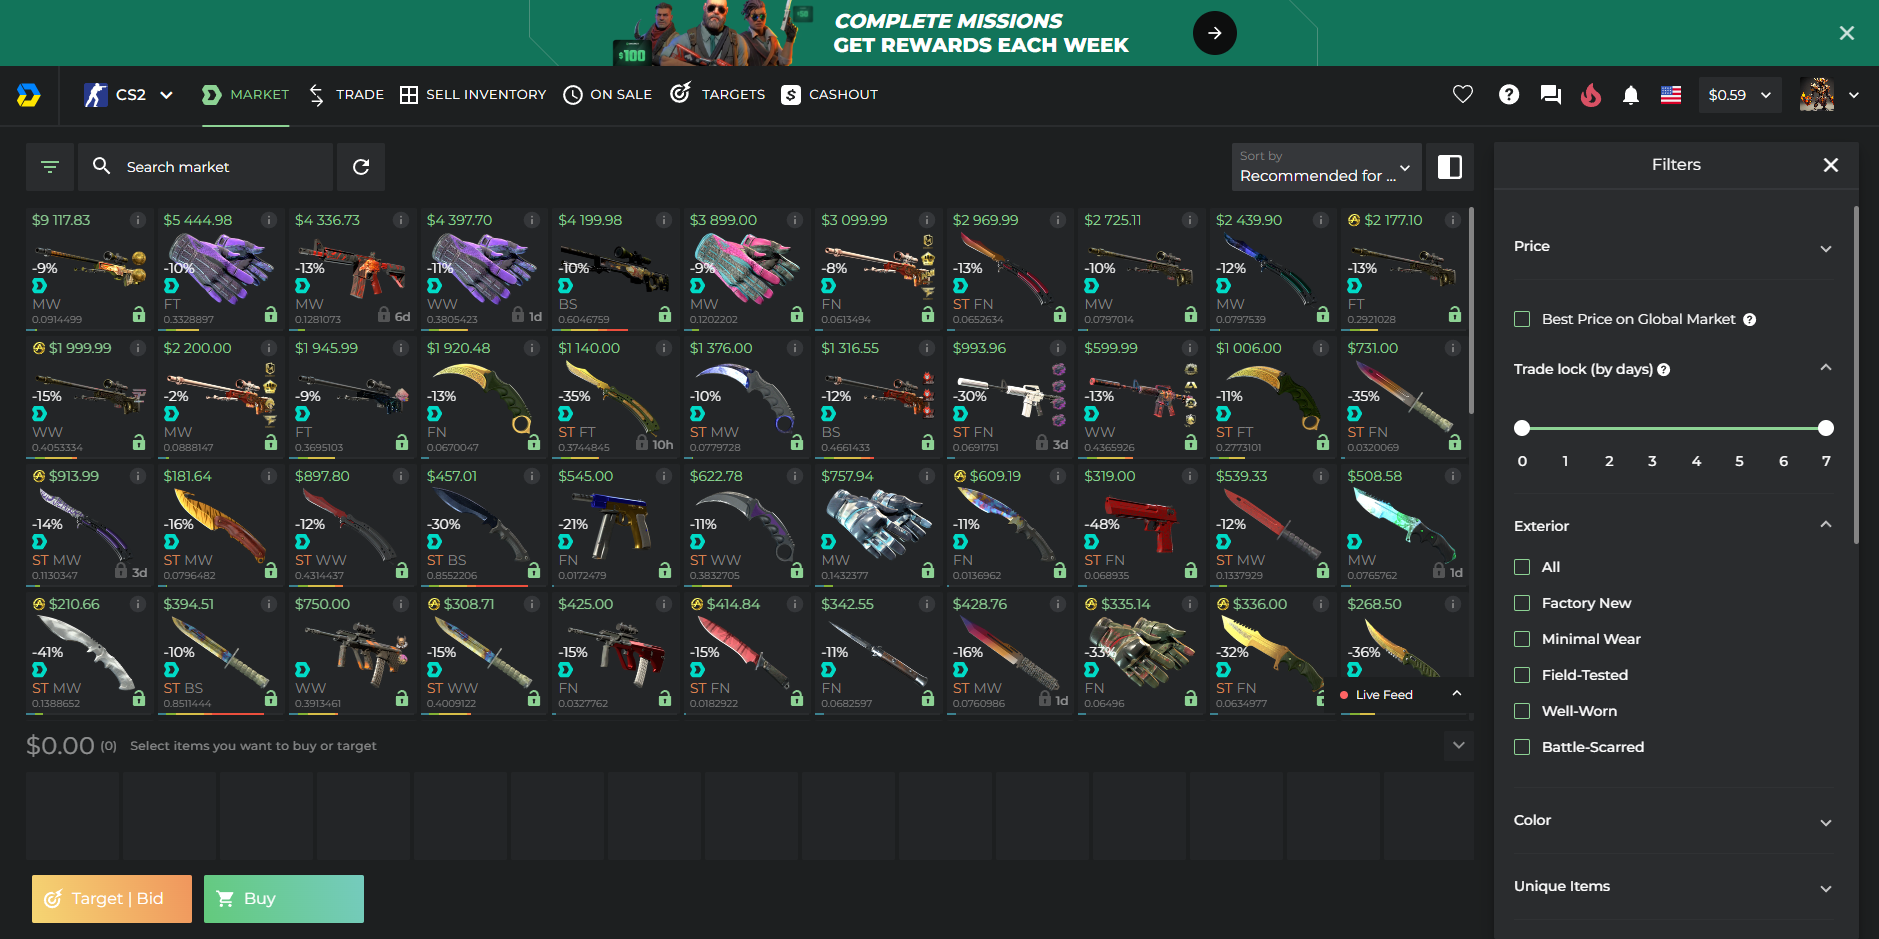 COMPLETE MISSIONS
GET REWARDS EACH WEEK
$100
CS2
MARKET
TRADE
SELL INVENTORY
ON SALE
TARGETS
CASHOUT
$0.59
Search market
Sort by
Recommended for ...
Filters
$9 117.83
$5 444.98
$4 336.73
$4 397.70
$4 199.98
$3 899.00
$3 099.99
$2 969.99
$2 725.11
$2 439.90
$2 177.10
-9%
-10%
-13%
-11%
-10%
-9%
-8%
-13%
-10%
-12%
-13%
MW
FT
MW
WW
BS
MW
FN
ST FN
MW
MW
FT
0.0914499
0.3328897
0.1281073
6d
0.3805423
1d
0.6046759
0.1202202
0.0613494
0.0652634
0.0797014
0.0797539
0.2921028
$1 999.99
$2 200.00
$1 945.99
$1 920.48
$1 140.00
$1 376.00
$1 316.55
$993.96
$599.99
$1 006.00
$731.00
-15%
-2%
-9%
-13%
-35%
-10%
-12%
-30%
-13%
-11%
-35%
WW
MW
FT
FN
ST FT
ST MW
BS
ST FN
WW
ST FT
ST FN
0.4053334
0.0888147
0.3695103
0.0670047
0.3744845
10h
0.0779728
0.4661433
0.0691751
3d
0.4365926
0.2773101
0.0320069
$913.99
$181.64
$897.80
$457.01
$545.00
$622.78
$757.94
$609.19
$319.00
$539.33
$508.58
-14%
-16%
-12%
-30%
-21%
-11%
-11%
-48%
-12%
ST MW
ST MW
ST WW
ST BS
FN
ST WW
MW
FN
ST FN
ST MW
MW
0.1130347
3d
0.0796482
0.4314437
0.8552206
0.0172479
0.3832705
0.1432377
0.0136962
0.068935
0.1337929
0.0765762
1d
$210.66
$394.51
$750.00
$308.71
$425.00
$414.84
$342.55
$428.76
$335.14
$336.00
$268.50
-41%
-10%
-15%
-15%
-15%
-11%
-16%
-33%
-32%
-36%
ST MW
ST BS
WW
ST WW
FN
ST FN
FN
ST MW
FN
ST FN
0.1388652
0.8511444
0.3913461
0.4009122
0.0327762
0.0182922
0.0682597
0.0760986
1d
0.06496
0.0634977
Live Feed
$0.00 (0) Select items you want to buy or target
Target | Bid
Buy
Price
Best Price on Global Market
Trade lock (by days)
0 1 2 3 4 5 6 7
Exterior
All
Factory New
Minimal Wear
Field-Tested
Well-Worn
Battle-Scarred
Color
Unique Items